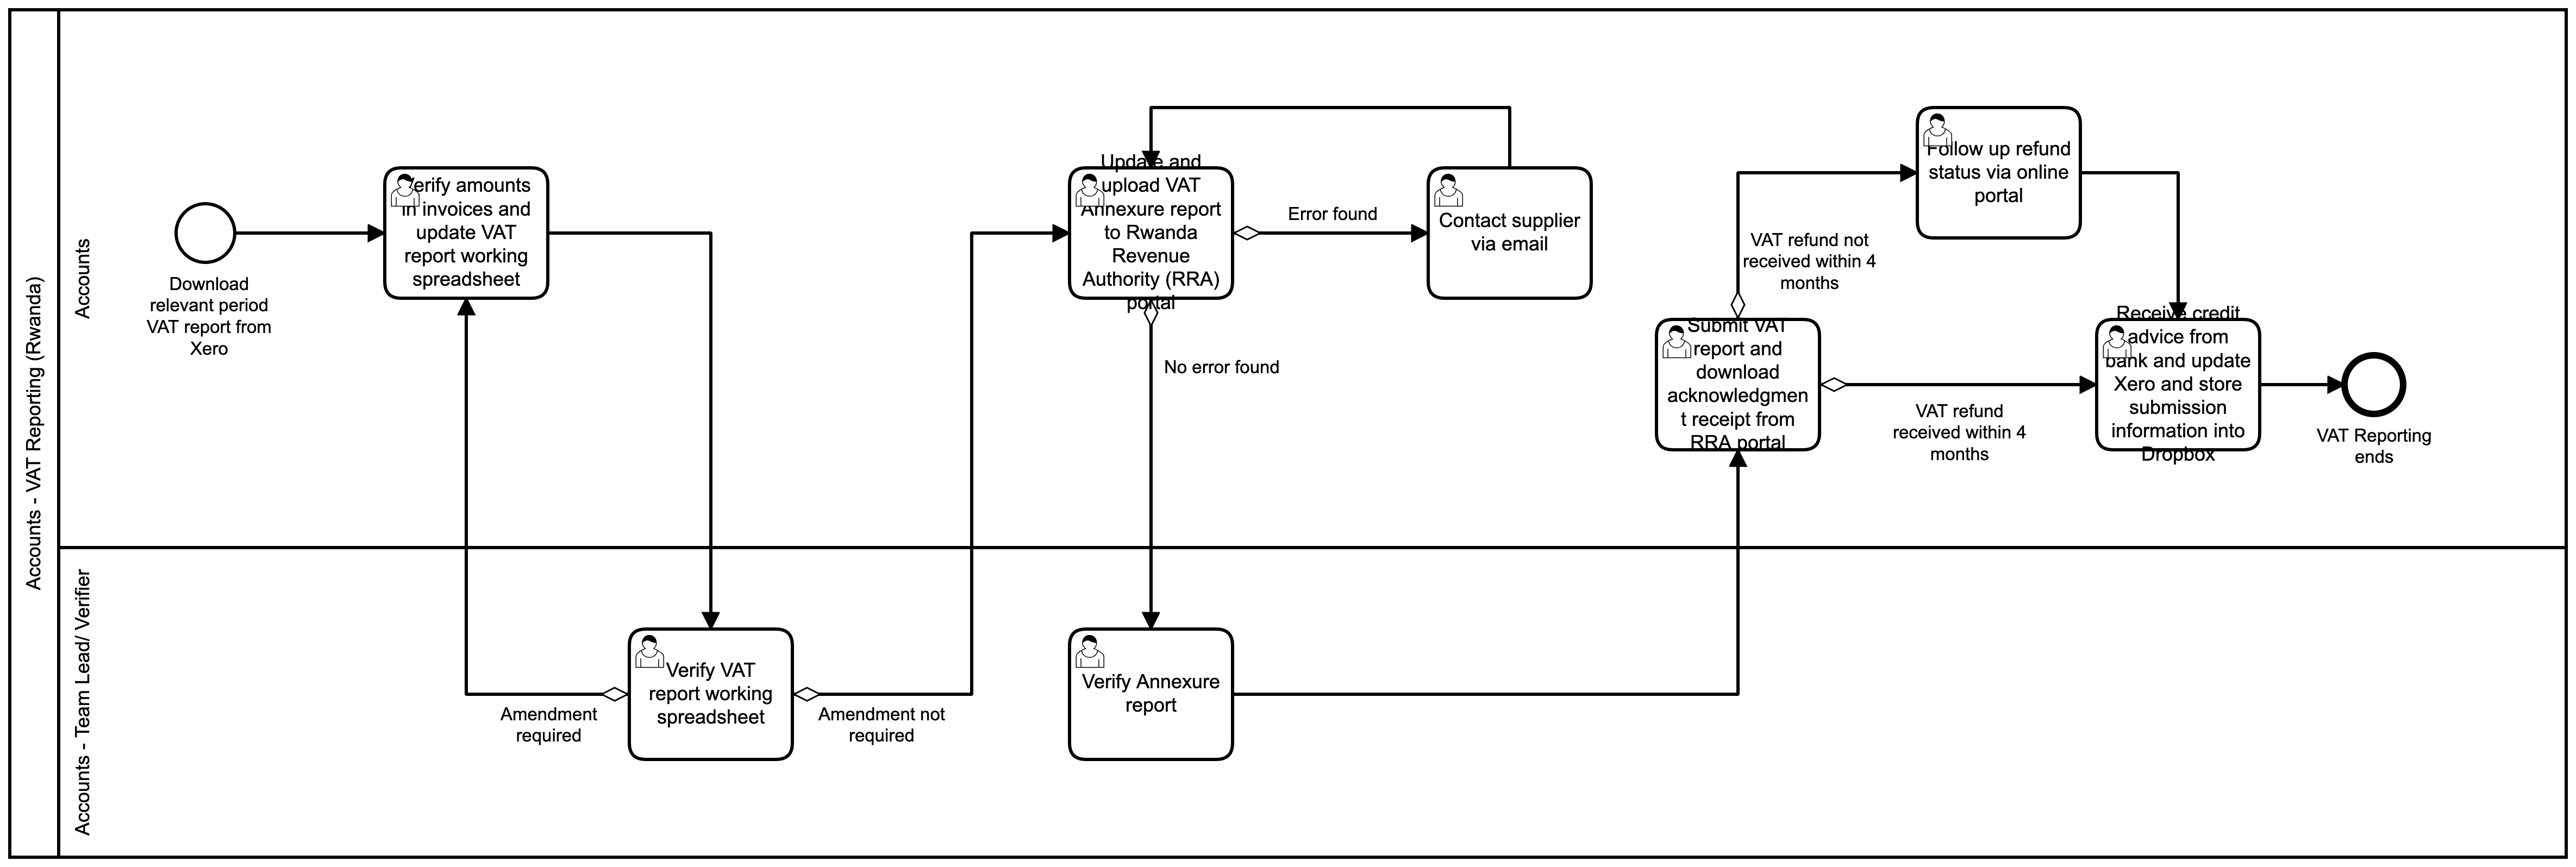 Accounts - VAT Reporting (Rwanda)
Accounts
Download
relevant period
VAT report from
Xero
Verify amounts
in invoices and
update VAT
report working
spreadsheet
Update and
upload VAT
Annexure report
to Rwanda
Revenue
Authority (RRA)
portal
Error found
Contact supplier
via email
No error found
Follow up refund
status via online
portal
VAT refund not
received within 4
months
Submit VAT
report and
download
acknowledgmen
t receipt from
RRA portal
VAT refund
received within 4
months
Receive credit
advice from
bank and update
Xero and store
submission
information into
Dropbox
VAT Reporting
ends
Accounts - Team Lead/ Verifier
Amendment
required
Verify VAT
report working
spreadsheet
Amendment not
required
Verify Annexure
report